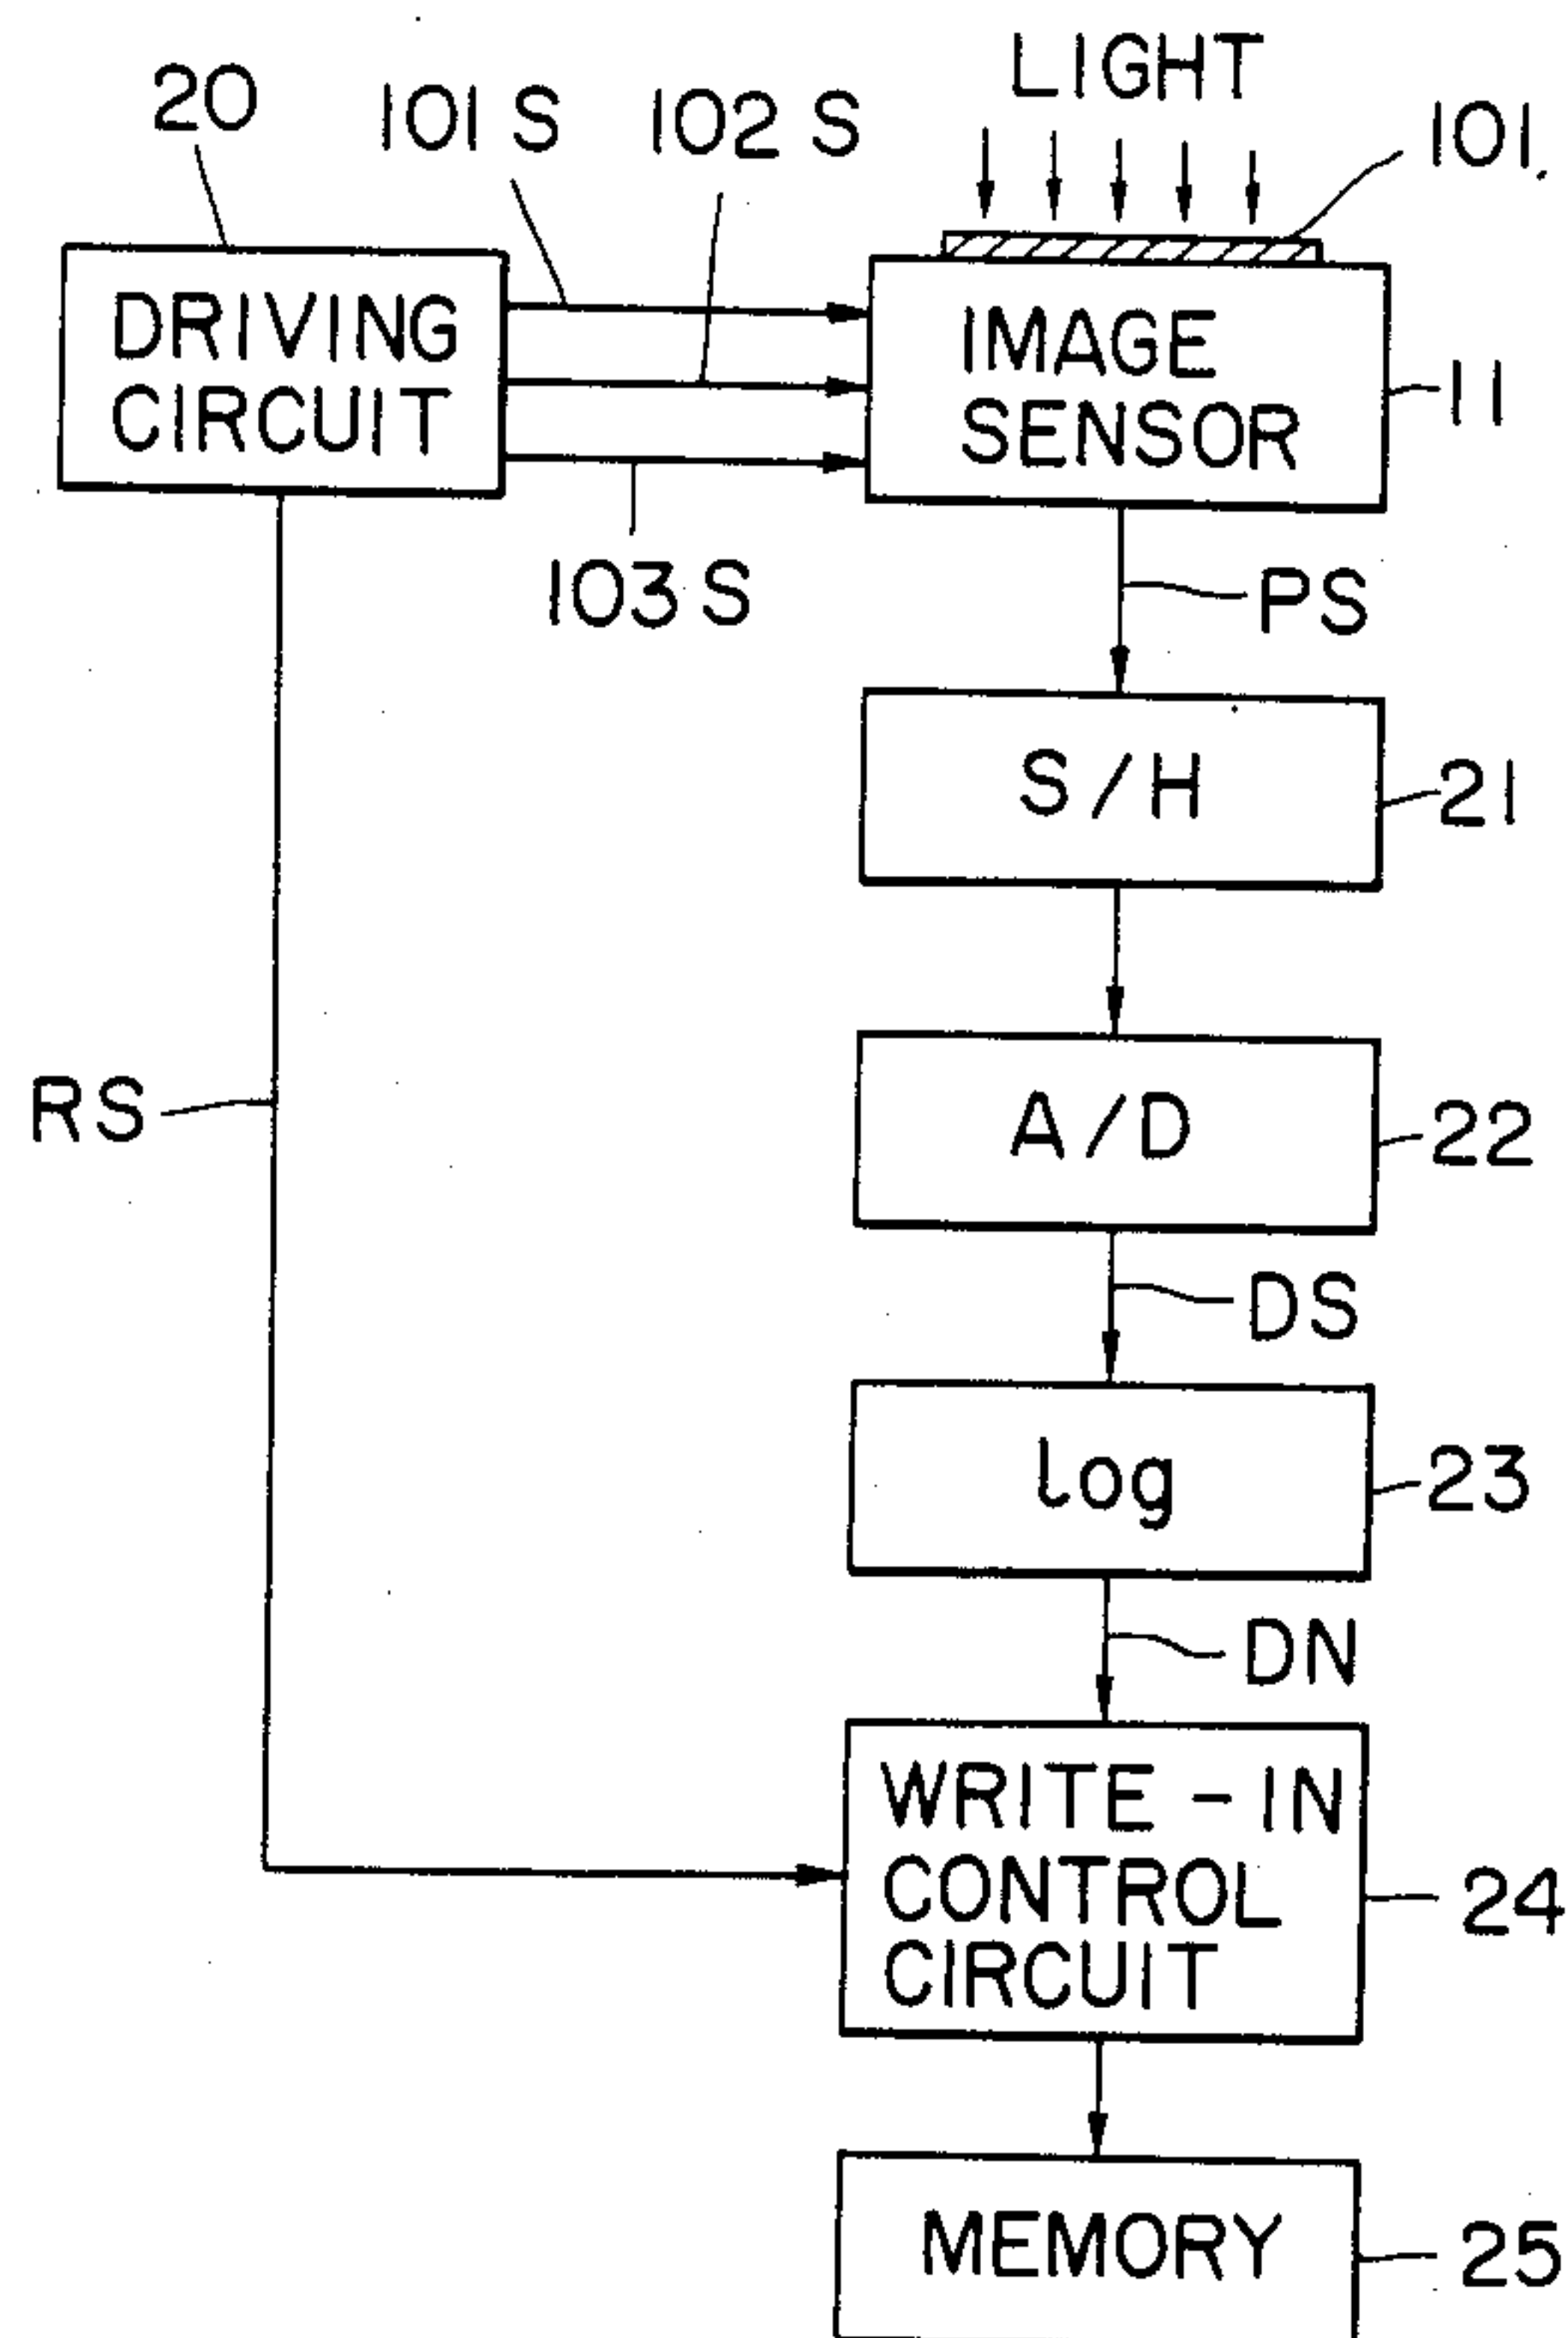 LIGHT
20
101 S
102 S
101
DRIVING
CIRCUIT
IMAGE
SENSOR
11
103 S
PS
S/H
21
RS
A/D
22
DS
log
23
DN
WRITE-IN
CONTROL
CIRCUIT
24
MEMORY
25